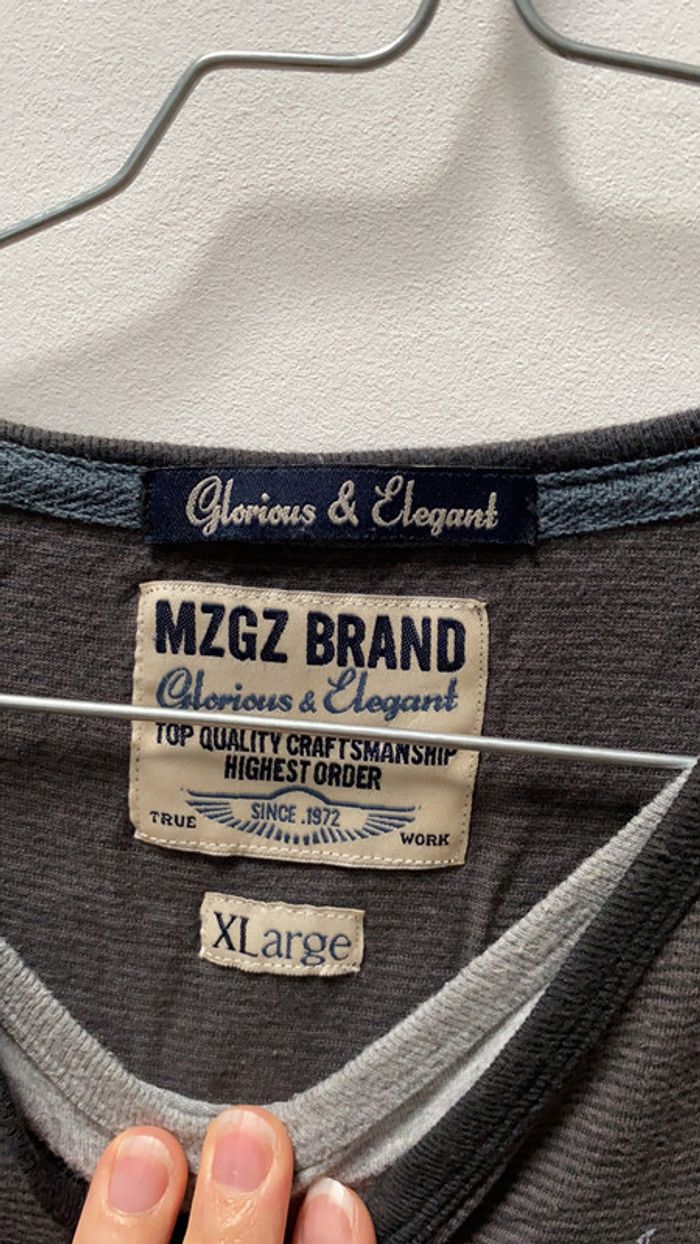 Glorious & Elegant
MZGZ BRAND
Glorious & Elegant
TOP QUALITY CRAFTSMANSHIP
HIGHEST ORDER
SINCE .1972
TRUE
WORK
XLarge